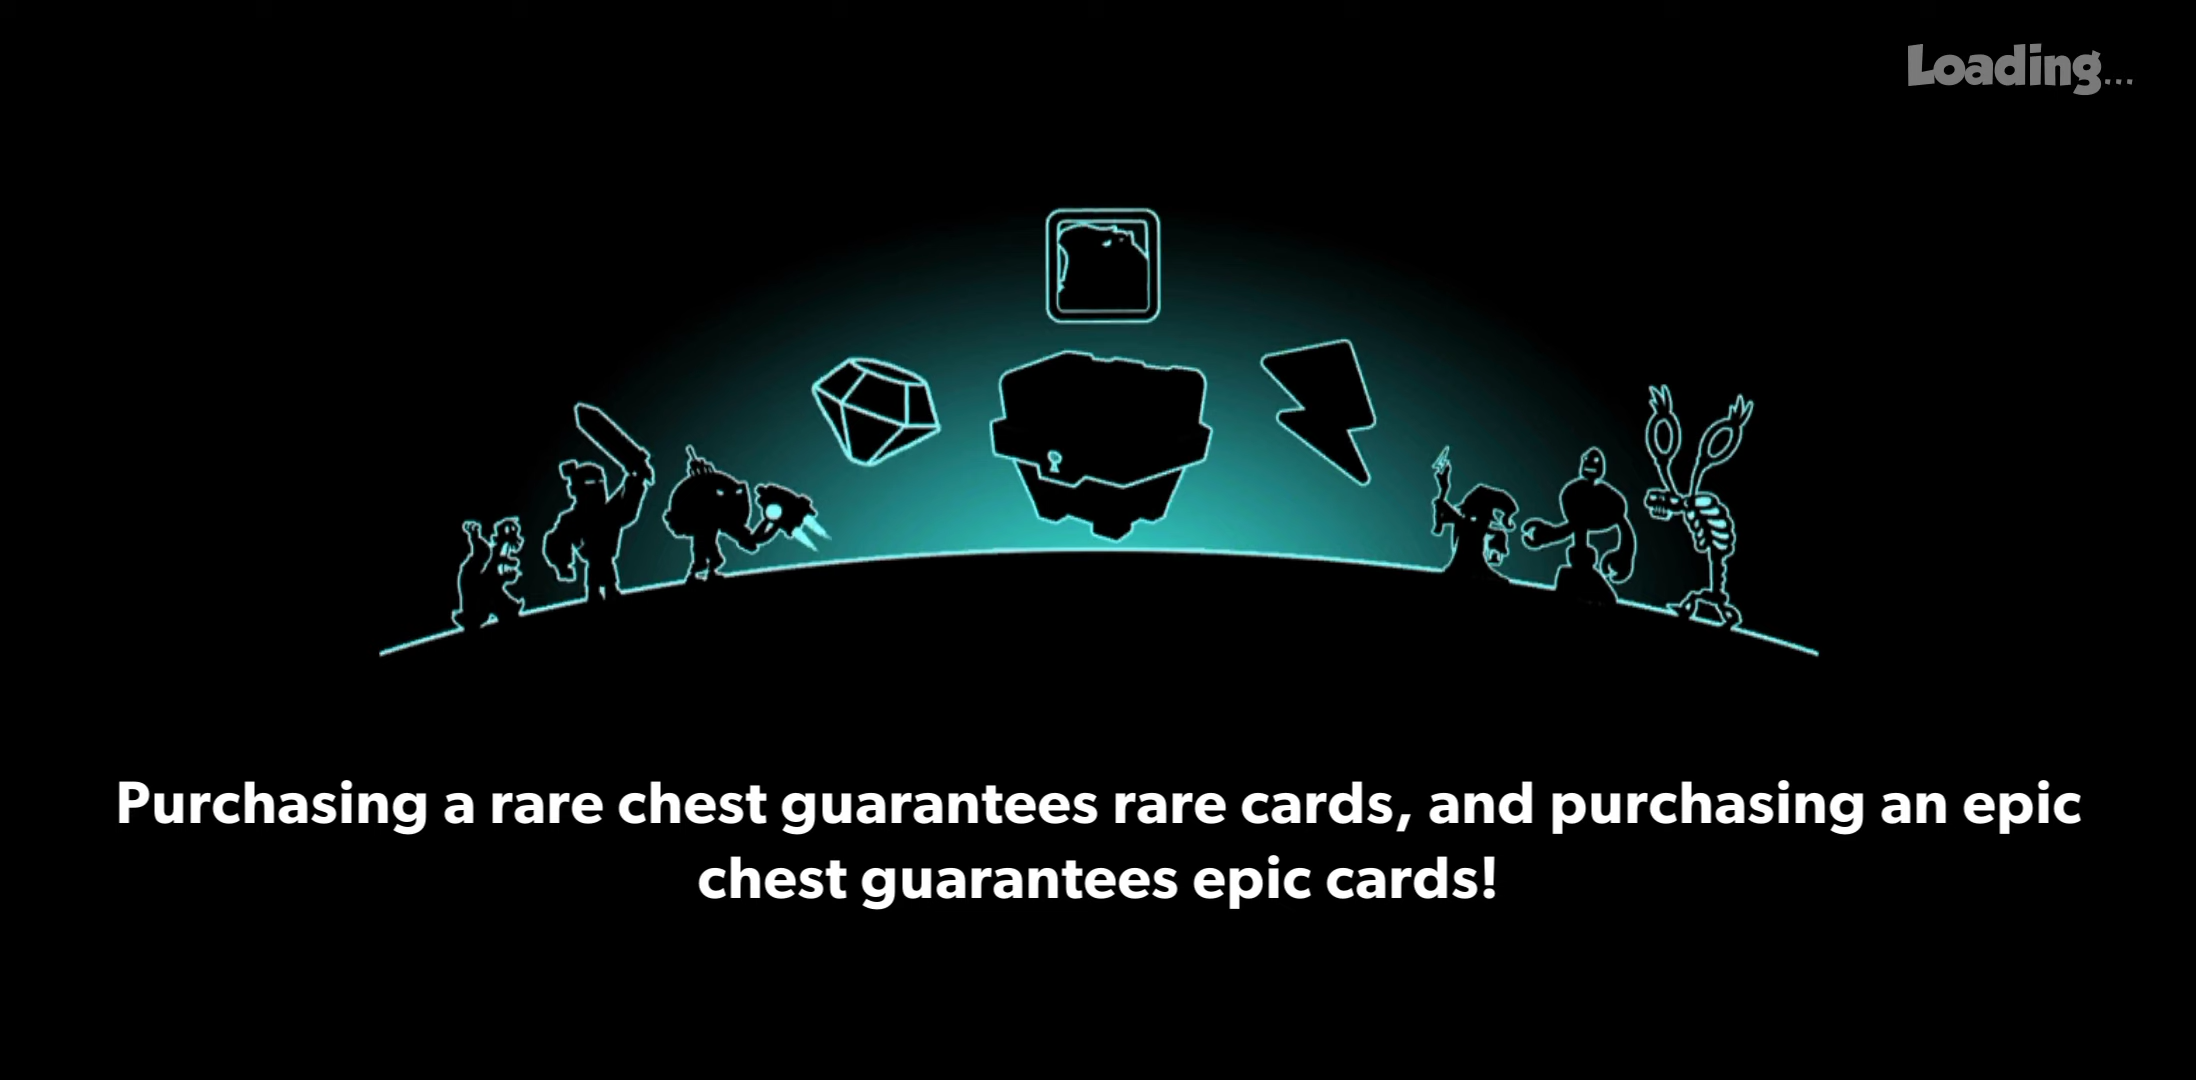 Loading...
Purchasing a rare chest guarantees rare cards, and purchasing an epic
chest guarantees epic cards!